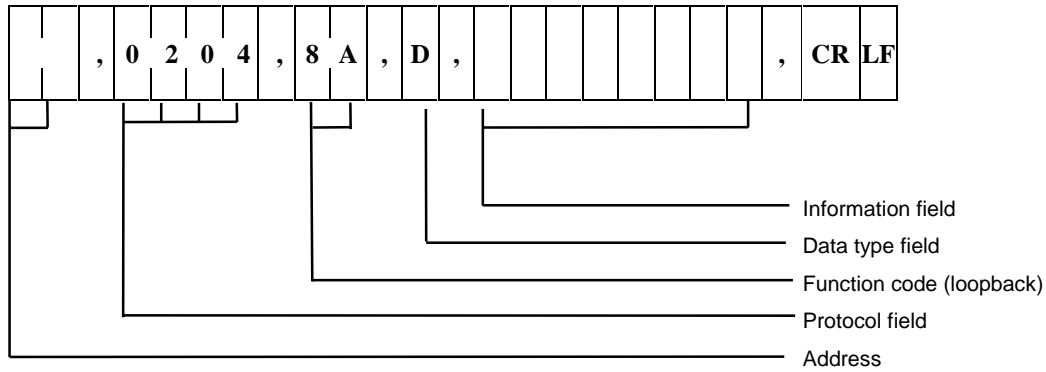 , 0 2 0 4 , 8 A , D , , CR LF
Information field
Data type field
Function code (loopback)
Protocol field
Address